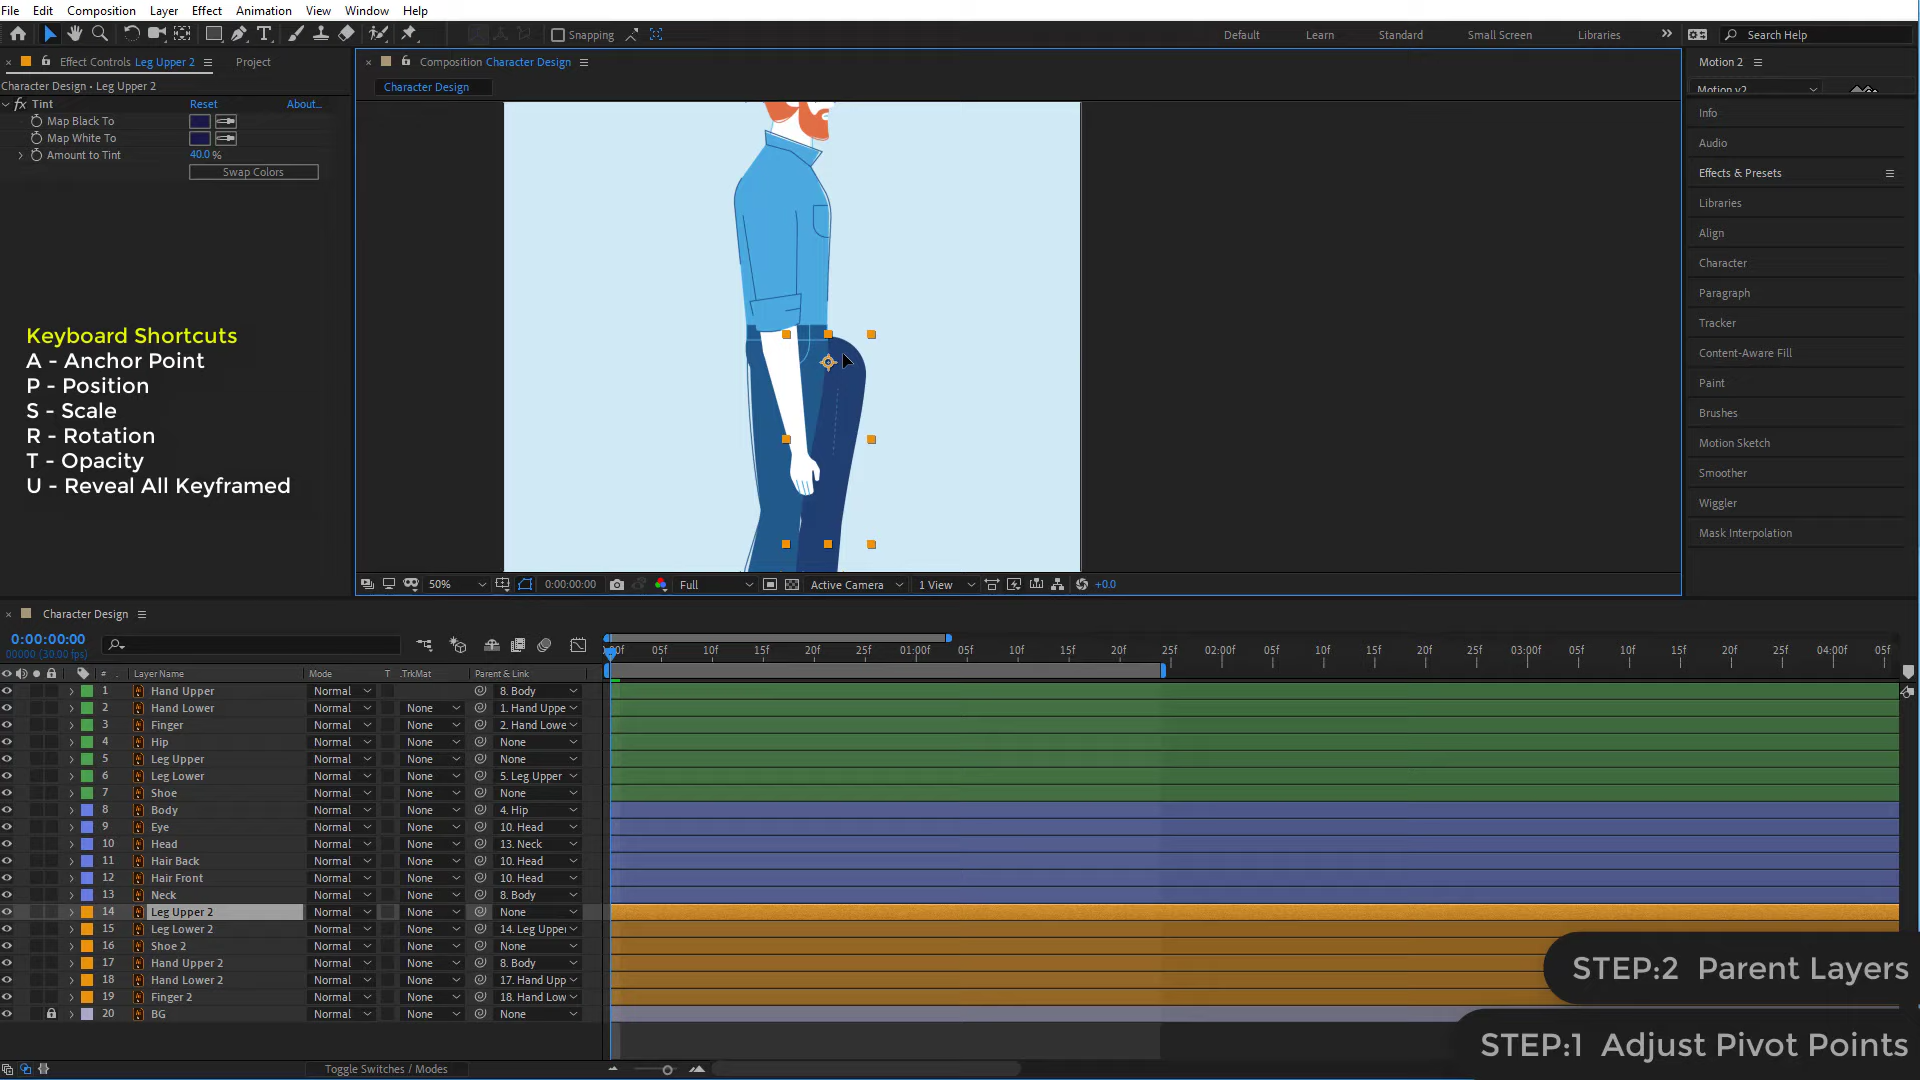 File Edit Composition Layer Effect Animation View Window Help
Snapping Default Learn Standard Small Screen Libraries Search Help
Effect Controls Leg Upper 2 Project
Composition Character Design
Motion 2
Character Design • Leg Upper 2
Character Design
Motion v2
fx Tint Reset About...
Map Black To
Map White To
Amount to Tint 40.0 %
Swap Colors
Info
Audio
Effects & Presets
Libraries
Align
Character
Paragraph
Tracker
Content-Aware Fill
Paint
Brushes
Motion Sketch
Smoother
Wiggler
Mask Interpolation
Keyboard Shortcuts
A - Anchor Point
P - Position
S - Scale
R - Rotation
T - Opacity
U - Reveal All Keyframed
50% 0:00:00:00 Full Active Camera 1 View +0.0
Character Design
0:00:00:00
00000 (30.00 fps)
:00f 05f 10f 15f 20f 01:00f 05f 10f 15f 20f 25f 02:00f 05f 10f 15f 20f 25f 03:00f 05f 10f 15f 20f 25f 04:00f 05f
# Layer Name Mode T .TrkMat Parent & Link
1 Hand Upper Normal 8. Body
2 Hand Lower Normal None 1. Hand Uppe
3 Finger Normal None 2. Hand Lowe
4 Hip Normal None None
5 Leg Upper Normal None None
6 Leg Lower Normal None 5. Leg Upper
7 Shoe Normal None None
8 Body Normal None 4. Hip
9 Eye Normal None 10. Head
10 Head Normal None 13. Neck
11 Hair Back Normal None 10. Head
12 Hair Front Normal None 10. Head
13 Neck Normal None 8. Body
14 Leg Upper 2 Normal None None
15 Leg Lower 2 Normal None 14. Leg Upper
16 Shoe 2 Normal None None
17 Hand Upper 2 Normal None 8. Body
18 Hand Lower 2 Normal None 17. Hand Upp
19 Finger 2 Normal None 18. Hand Low
20 BG Normal None None
STEP:2 Parent Layers
STEP:1 Adjust Pivot Points
Toggle Switches / Modes